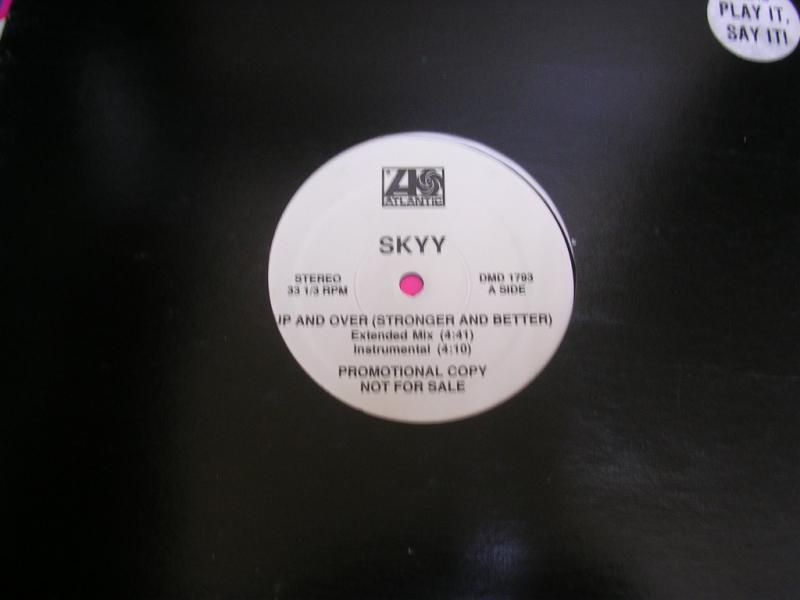 PLAY IT,
SAY IT!
ATLANTIC
SKYY
STEREO
33 1/3 RPM
DMD 1793
A SIDE
UP AND OVER (STRONGER AND BETTER)
Extended Mix (4:41)
Instrumental (4:10)
PROMOTIONAL COPY
NOT FOR SALE